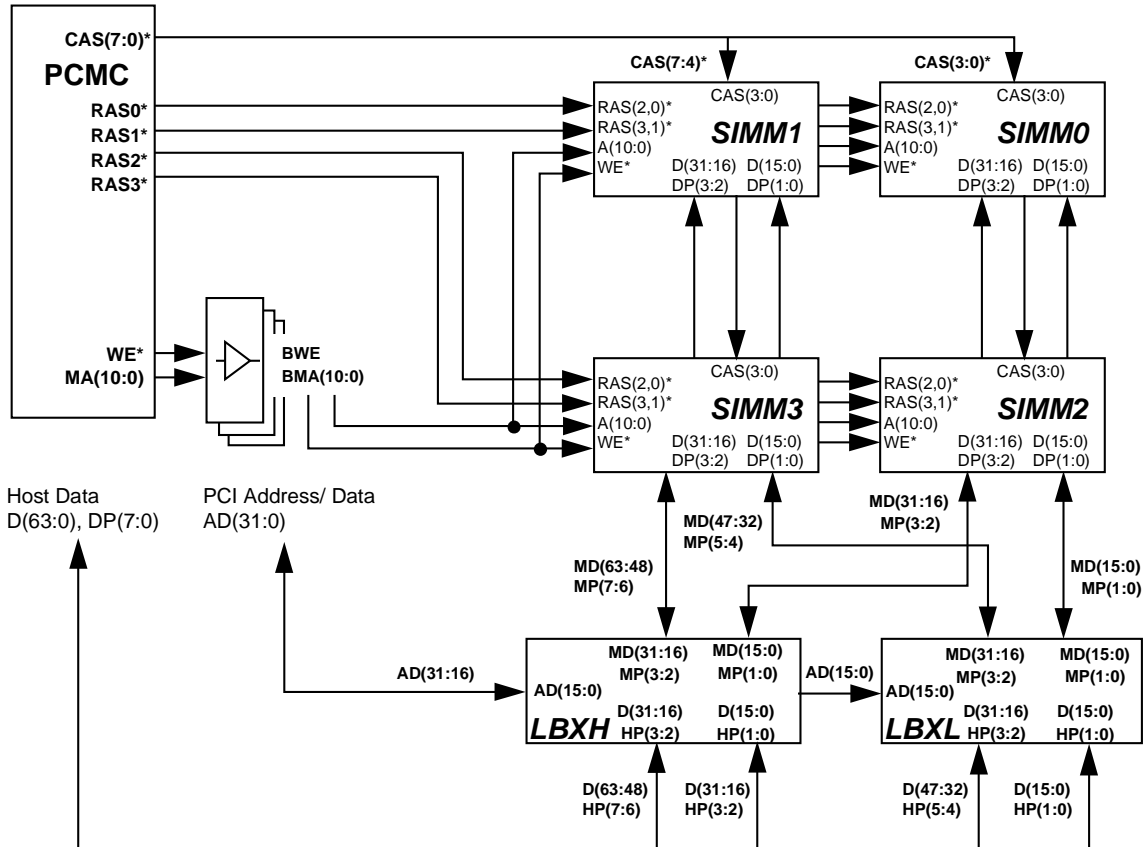 CAS(7:0)*
PCMC
RAS0*
RAS1*
RAS2*
RAS3*
WE*
MA(10:0)
BWE
BMA(10:0)
CAS(7:4)*
CAS(3:0)*
CAS(3:0)
RAS(2,0)*
RAS(3,1)*
SIMM1
A(10:0)
WE*
D(31:16)
D(15:0)
DP(3:2)
DP(1:0)
CAS(3:0)
RAS(2,0)*
RAS(3,1)*
SIMM0
A(10:0)
WE*
D(31:16)
D(15:0)
DP(3:2)
DP(1:0)
CAS(3:0)
RAS(2,0)*
RAS(3,1)*
SIMM3
A(10:0)
WE*
D(31:16)
D(15:0)
DP(3:2)
DP(1:0)
CAS(3:0)
RAS(2,0)*
RAS(3,1)*
SIMM2
A(10:0)
WE*
D(31:16)
D(15:0)
DP(3:2)
DP(1:0)
Host Data
D(63:0), DP(7:0)
PCI Address/ Data
AD(31:0)
MD(63:48)
MP(7:6)
MD(47:32)
MP(5:4)
MD(31:16)
MP(3:2)
MD(15:0)
MP(1:0)
AD(31:16)
MD(31:16)
MP(3:2)
MD(15:0)
MP(1:0)
AD(15:0)
D(31:16)
HP(3:2)
D(15:0)
HP(1:0)
LBXH
AD(15:0)
MD(31:16)
MP(3:2)
MD(15:0)
MP(1:0)
AD(15:0)
D(31:16)
HP(3:2)
D(15:0)
HP(1:0)
LBXL
D(63:48)
HP(7:6)
D(31:16)
HP(3:2)
D(47:32)
HP(5:4)
D(15:0)
HP(1:0)